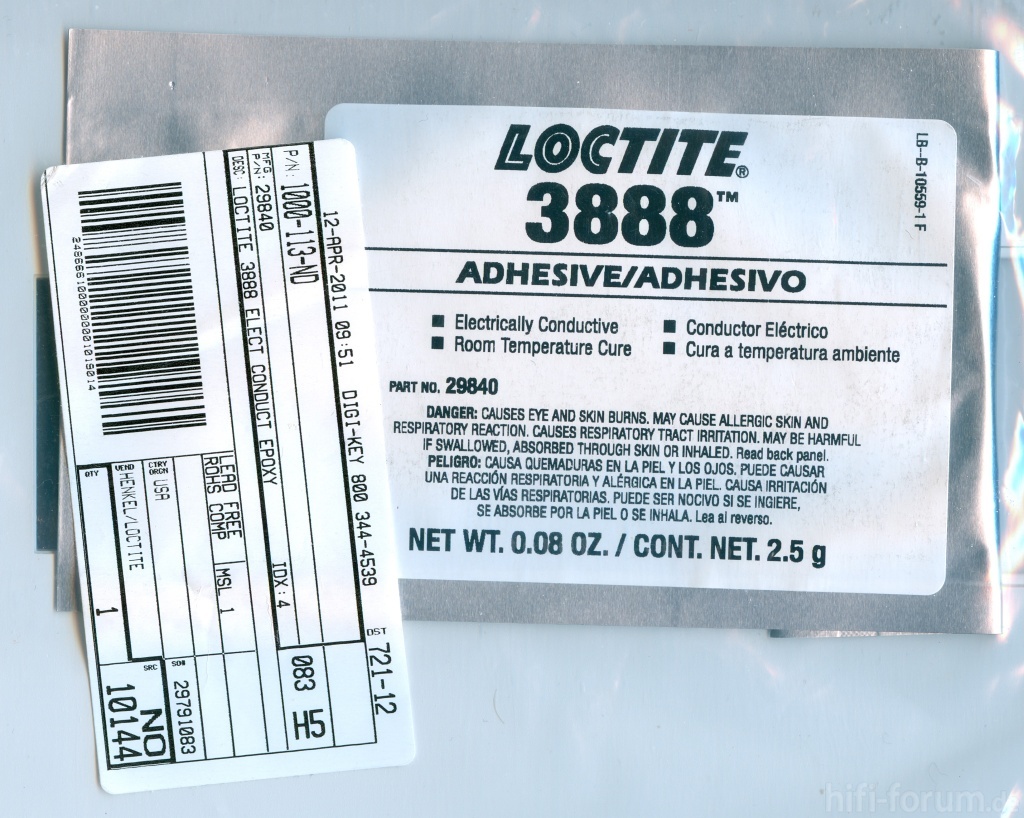 LOCTITE®
3888™
LB--B-10559-1 F
ADHESIVE/ADHESIVO
■ Electrically Conductive
■ Room Temperature Cure
■ Conductor Eléctrico
■ Cura a temperatura ambiente
PART NO. 29840
DANGER: CAUSES EYE AND SKIN BURNS. MAY CAUSE ALLERGIC SKIN AND
RESPIRATORY REACTION. CAUSES RESPIRATORY TRACT IRRITATION. MAY BE HARMFUL
IF SWALLOWED, ABSORBED THROUGH SKIN OR INHALED. Read back panel.
PELIGRO: CAUSA QUEMADURAS EN LA PIEL Y LOS OJOS. PUEDE CAUSAR
UNA REACCIÓN RESPIRATORIA Y ALÉRGICA EN LA PIEL. CAUSA IRRITACIÓN
DE LAS VÍAS RESPIRATORIAS. PUEDE SER NOCIVO SI SE INGIERE,
SE ABSORBE POR LA PIEL O SE INHALA. Lea al reverso.
NET WT. 0.08 OZ. / CONT. NET. 2.5 g
12-APR-2011 09:51 DIGI-KEY 800 344-4539
DST 721-12
P/N: 1000-113-ND
083 H5
IDX: 4
MFG P/N: 29840
DESC: LOCTITE 3888 ELECT CONDUCT EPOXY
LEAD FREE
ROHS COMP
MSL 1
CTRY ORGN USA
SO# 29791083
VEND HENKEL/LOCTITE
SRC NO
QTY 1
10144
hifi-forum.de